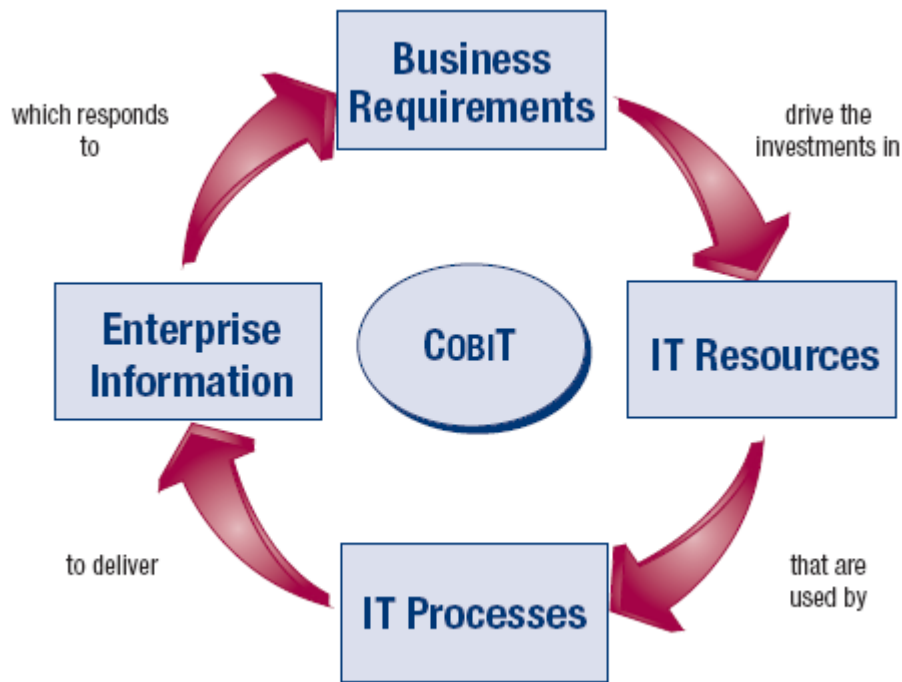 Business
Requirements
which responds
to
drive the
investments in
Enterprise
Information
COBIT
IT Resources
to deliver
that are
used by
IT Processes